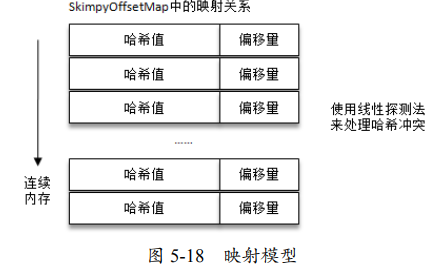 SkimpyOffsetMap中的映射关系
哈希值 偏移量
哈希值 偏移量
哈希值 偏移量
使用线性探测法
来处理哈希冲突
……
连续
内存
哈希值 偏移量
哈希值 偏移量
图 5-18 映射模型